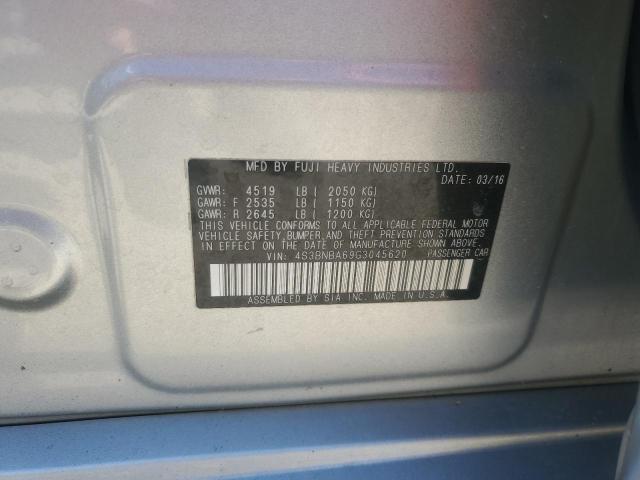 MFD BY FUJI HEAVY INDUSTRIES LTD.
DATE: 03/16
GVWR: 4519 LB ( 2050 KG)
GAWR: F 2535 LB ( 1150 KG)
GAWR: R 2645 LB ( 1200 KG)
THIS VEHICLE CONFORMS TO ALL APPLICABLE FEDERAL MOTOR
VEHICLE SAFETY,BUMPER,AND THEFT PREVENTION STANDARDS
IN EFFECT ON THE DATE OF MANUFACTURE SHOWN ABOVE.
VIN: 4S3BNBA69G3045620 PASSENGER CAR
ASSEMBLED BY SIA INC. MADE IN U.S.A.